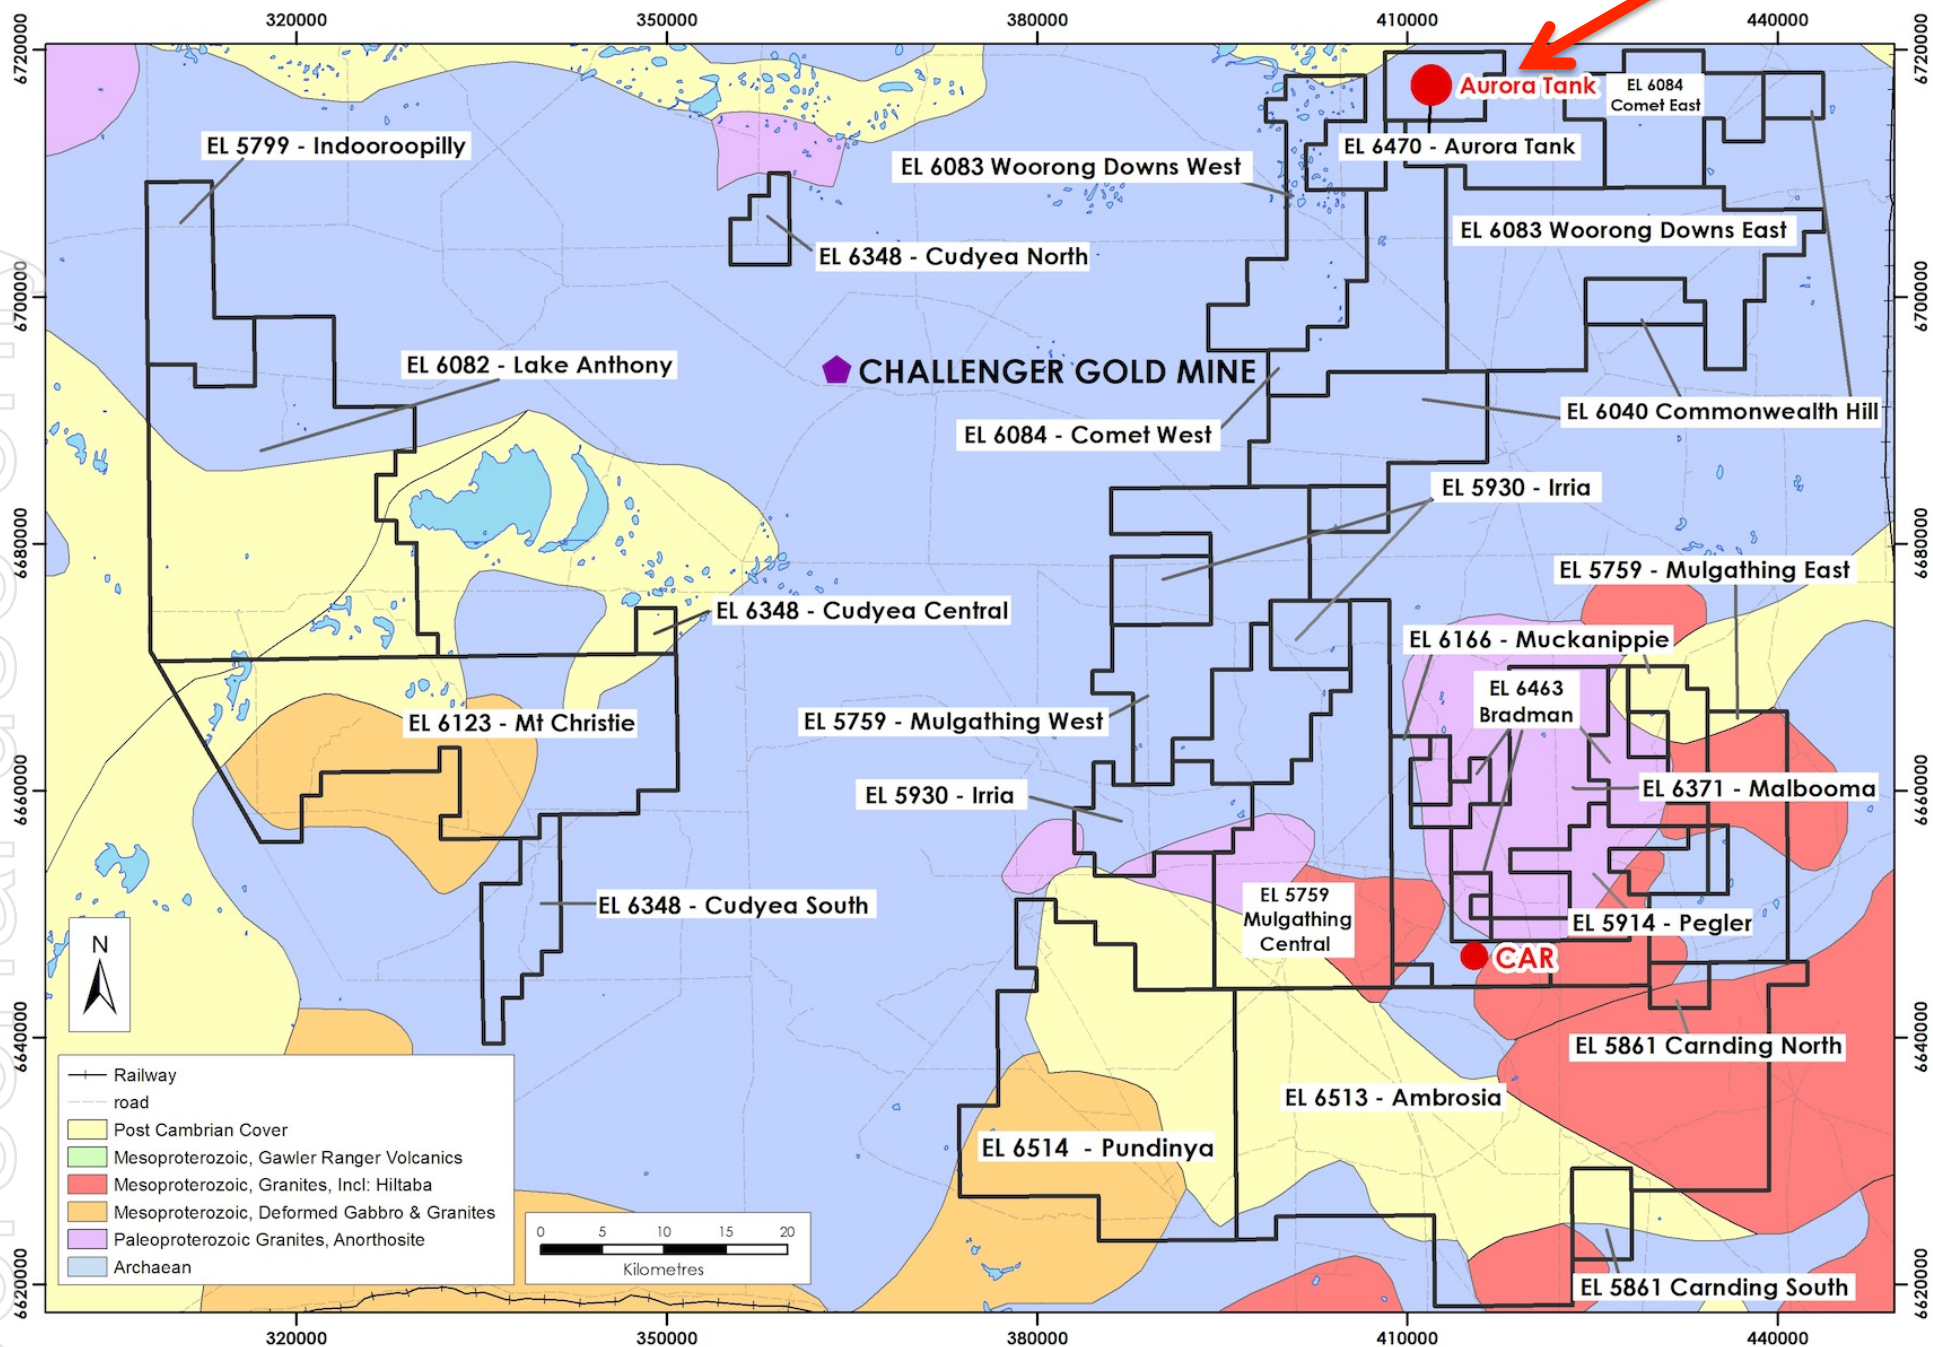 320000 350000 380000 410000 440000
6720000 6720000
Aurora Tank
EL 6084
Comet East
EL 5799 - Indooroopilly
EL 6470 - Aurora Tank
EL 6083 Woorong Downs West
EL 6083 Woorong Downs East
EL 6348 - Cudyea North
6700000 6700000
EL 6082 - Lake Anthony
CHALLENGER GOLD MINE
EL 6040 Commonwealth Hill
EL 6084 - Comet West
EL 5930 - Irria
6680000 6680000
EL 5759 - Mulgathing East
EL 6348 - Cudyea Central
EL 6166 - Muckanippie
EL 6463
Bradman
EL 6123 - Mt Christie
EL 5759 - Mulgathing West
6660000 6660000
EL 5930 - Irria
EL 6371 - Malbooma
EL 6348 - Cudyea South
EL 5759
Mulgathing
Central
EL 5914 - Pegler
CAR
N
6640000 6640000
EL 5861 Carnding North
EL 6513 - Ambrosia
EL 6514 - Pundinya
Railway
road
Post Cambrian Cover
Mesoproterozoic, Gawler Ranger Volcanics
Mesoproterozoic, Granites, Incl: Hiltaba
Mesoproterozoic, Deformed Gabbro & Granites
Paleoproterozoic Granites, Anorthosite
Archaean
0 5 10 15 20
Kilometres
EL 5861 Carnding South
6620000 6620000
320000 350000 380000 410000 440000